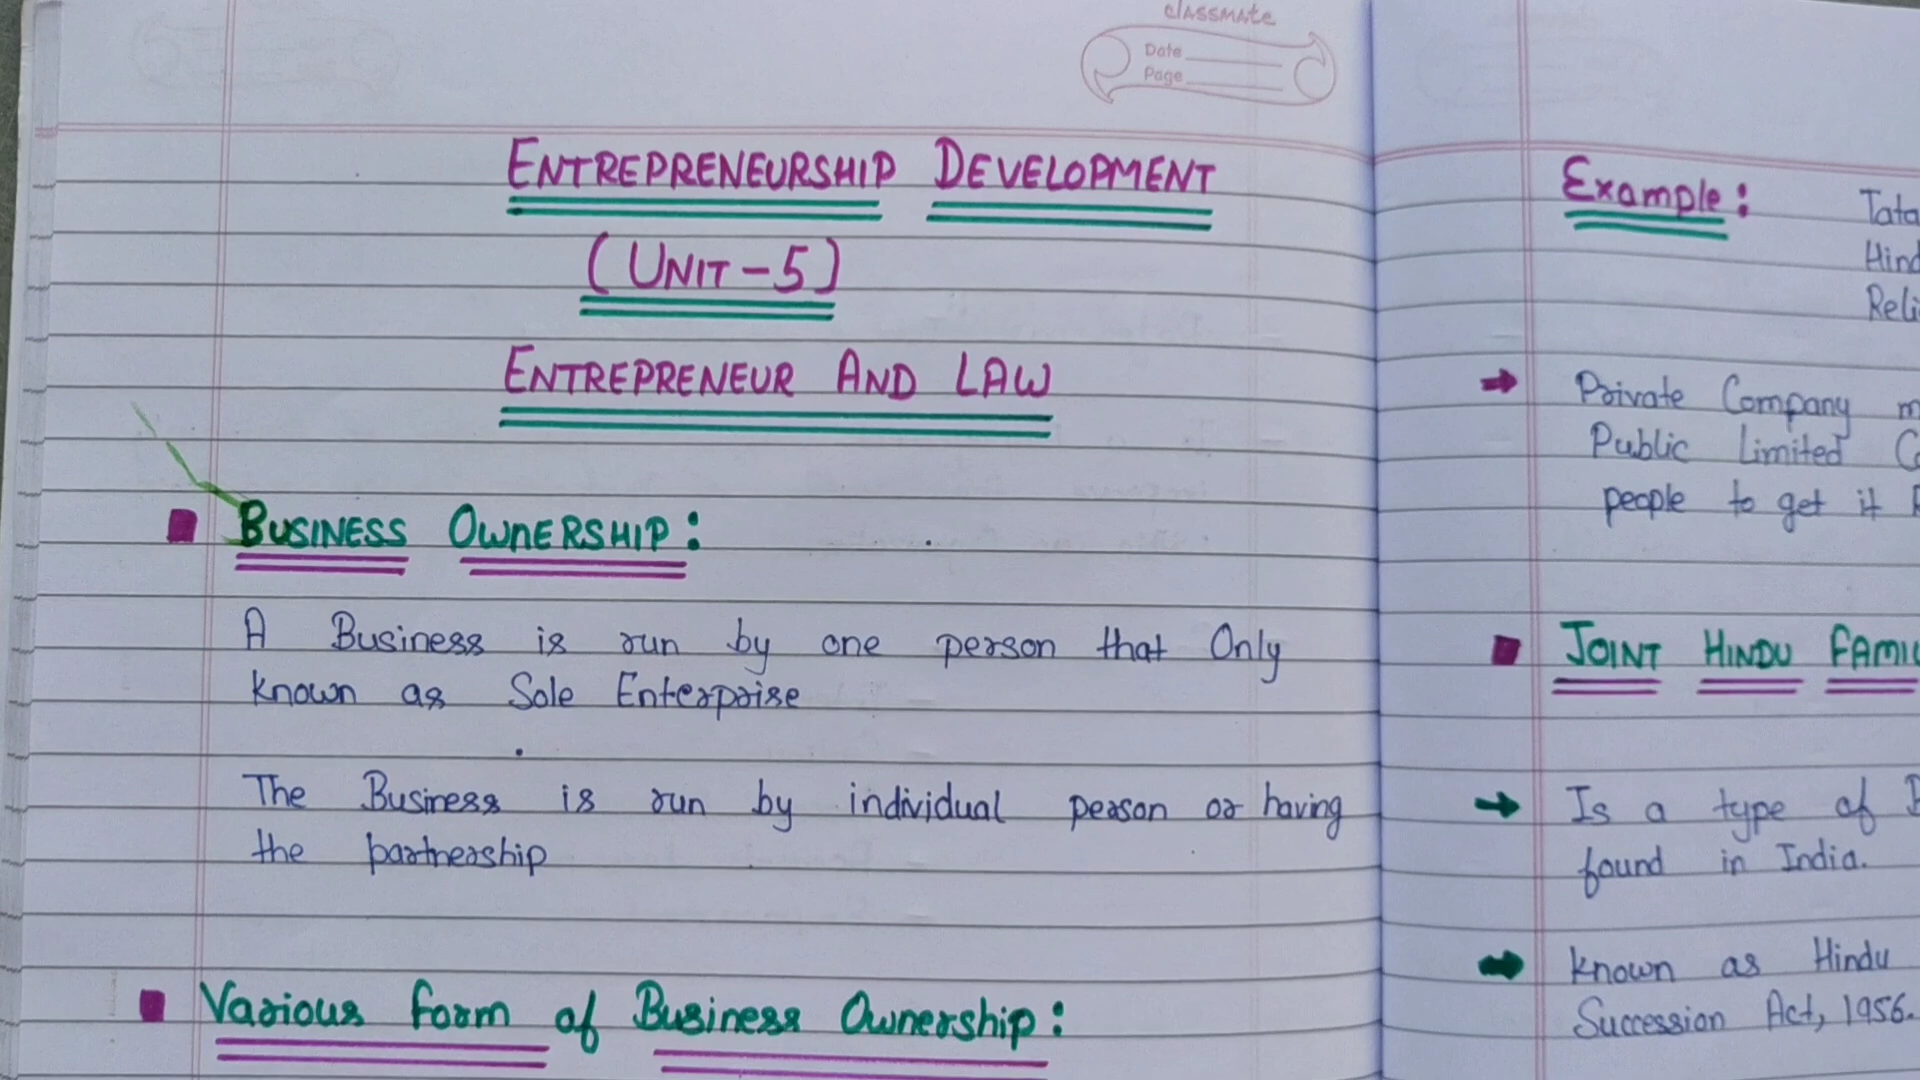 classmate
Date
Page
ENTREPRENEURSHIP DEVELOPMENT
(UNIT-5)
ENTREPRENEUR AND LAW
BUSINESS OWNERSHIP:
A Business is run by one person that Only
known as Sole Enterprise
The Business is run by individual person or having
the partnership
Various form of Business Ownership:
Example: Tata
Private Company
Public Limited
people to get it
JOINT HINDU
Is a type of
found in India.
known as Hindu
Succession Act, 1956.